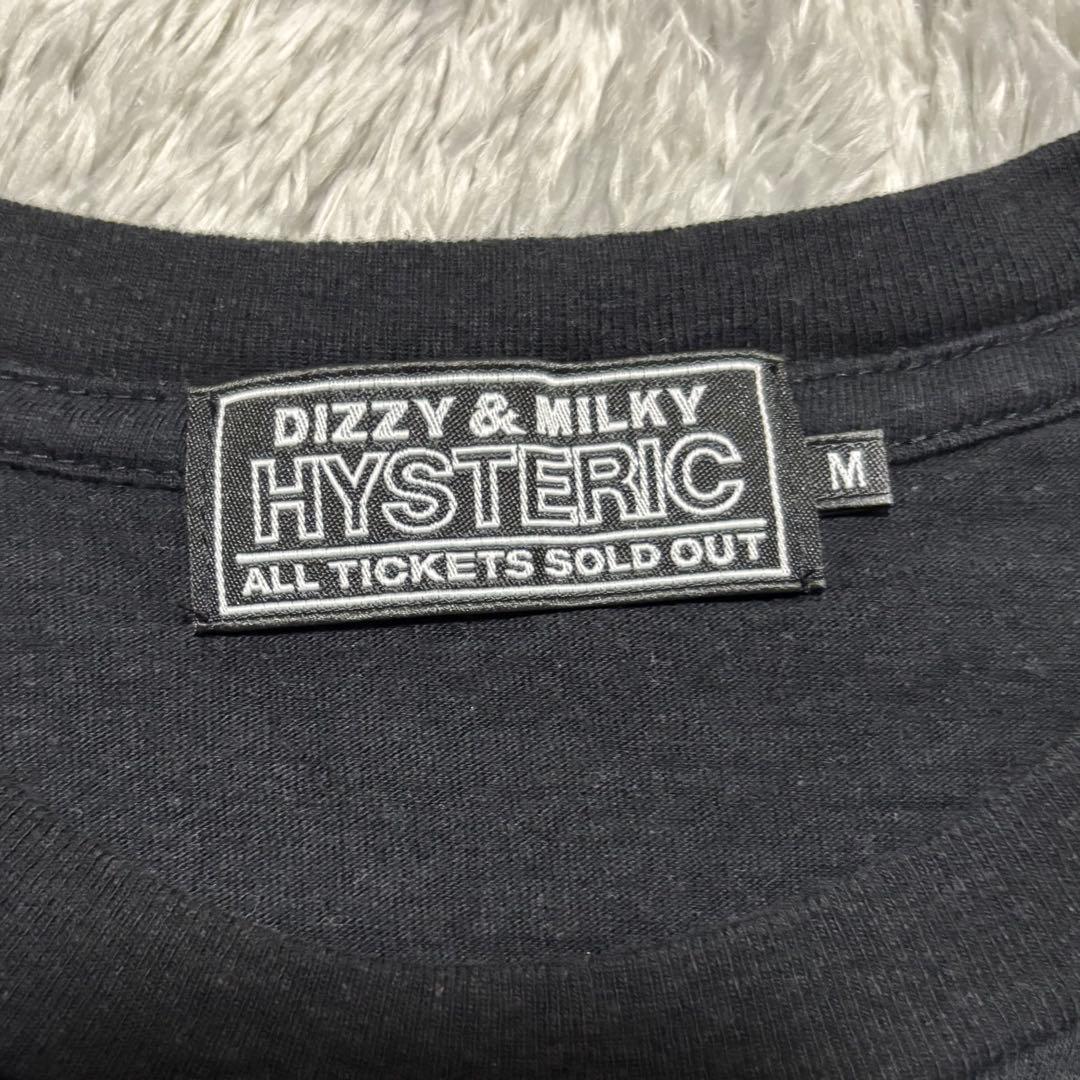 DIZZY & MILKY
HYSTERIC
ALL TICKETS SOLD OUT
M